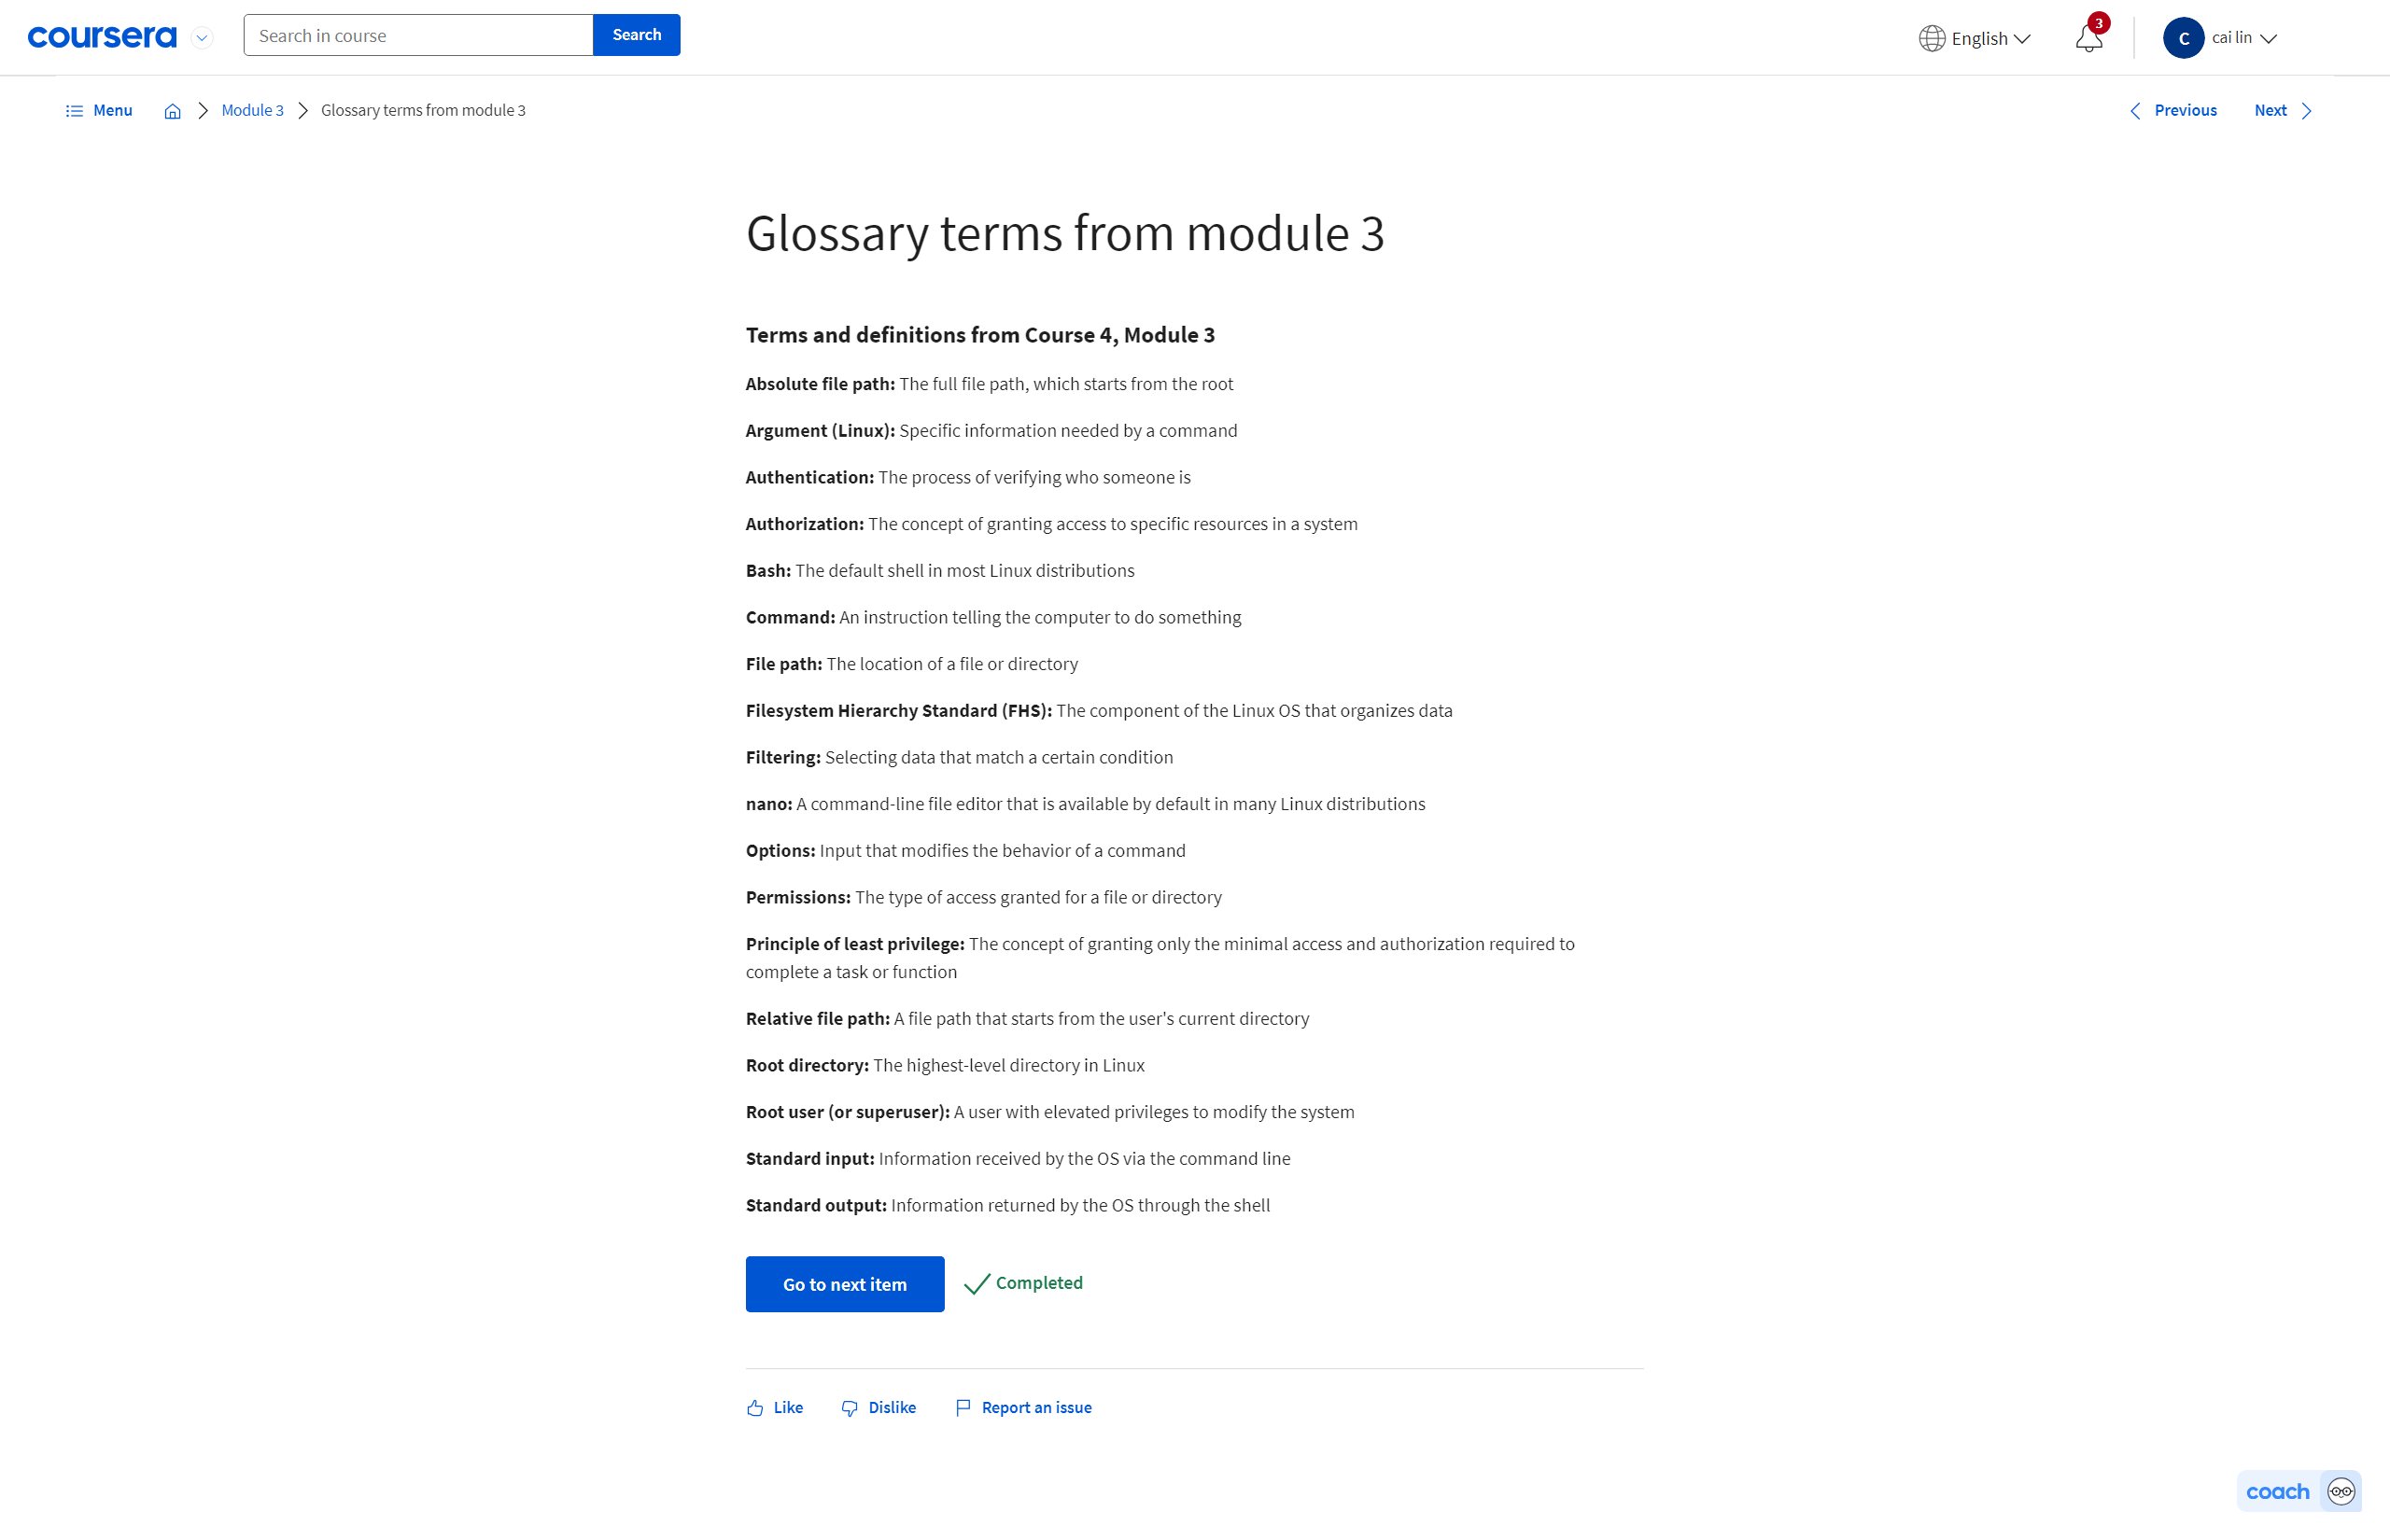 coursera
Search in course
Search
English
3
C
cai lin
Menu
Module 3
Glossary terms from module 3
Previous
Next
Glossary terms from module 3
Terms and definitions from Course 4, Module 3
Absolute file path: The full file path, which starts from the root
Argument (Linux): Specific information needed by a command
Authentication: The process of verifying who someone is
Authorization: The concept of granting access to specific resources in a system
Bash: The default shell in most Linux distributions
Command: An instruction telling the computer to do something
File path: The location of a file or directory
Filesystem Hierarchy Standard (FHS): The component of the Linux OS that organizes data
Filtering: Selecting data that match a certain condition
nano: A command-line file editor that is available by default in many Linux distributions
Options: Input that modifies the behavior of a command
Permissions: The type of access granted for a file or directory
Principle of least privilege: The concept of granting only the minimal access and authorization required to
complete a task or function
Relative file path: A file path that starts from the user's current directory
Root directory: The highest-level directory in Linux
Root user (or superuser): A user with elevated privileges to modify the system
Standard input: Information received by the OS via the command line
Standard output: Information returned by the OS through the shell
Go to next item
Completed
Like
Dislike
Report an issue
coach